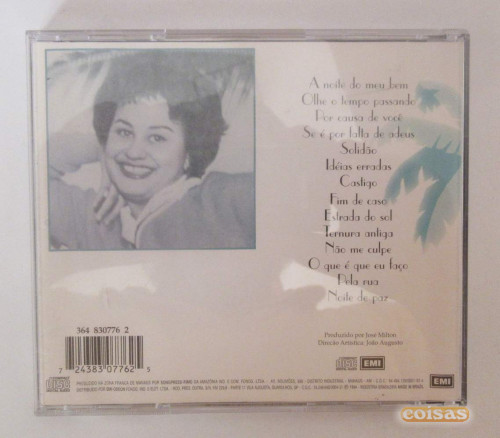 A noite do meu bem
Olhe o tempo passando
Por causa de você
Se é por falta de adeus
Solidão
Idéias erradas
Castigo
Fim de caso
Estrada do sol
Ternura antiga
Não me culpe
O que é que eu faço
Pela rua
Noite de paz
Produzido por José Milton
Direção Artística: João Augusto
364 830776 2
7 24383 07762 5
EMI
EMI
coisas